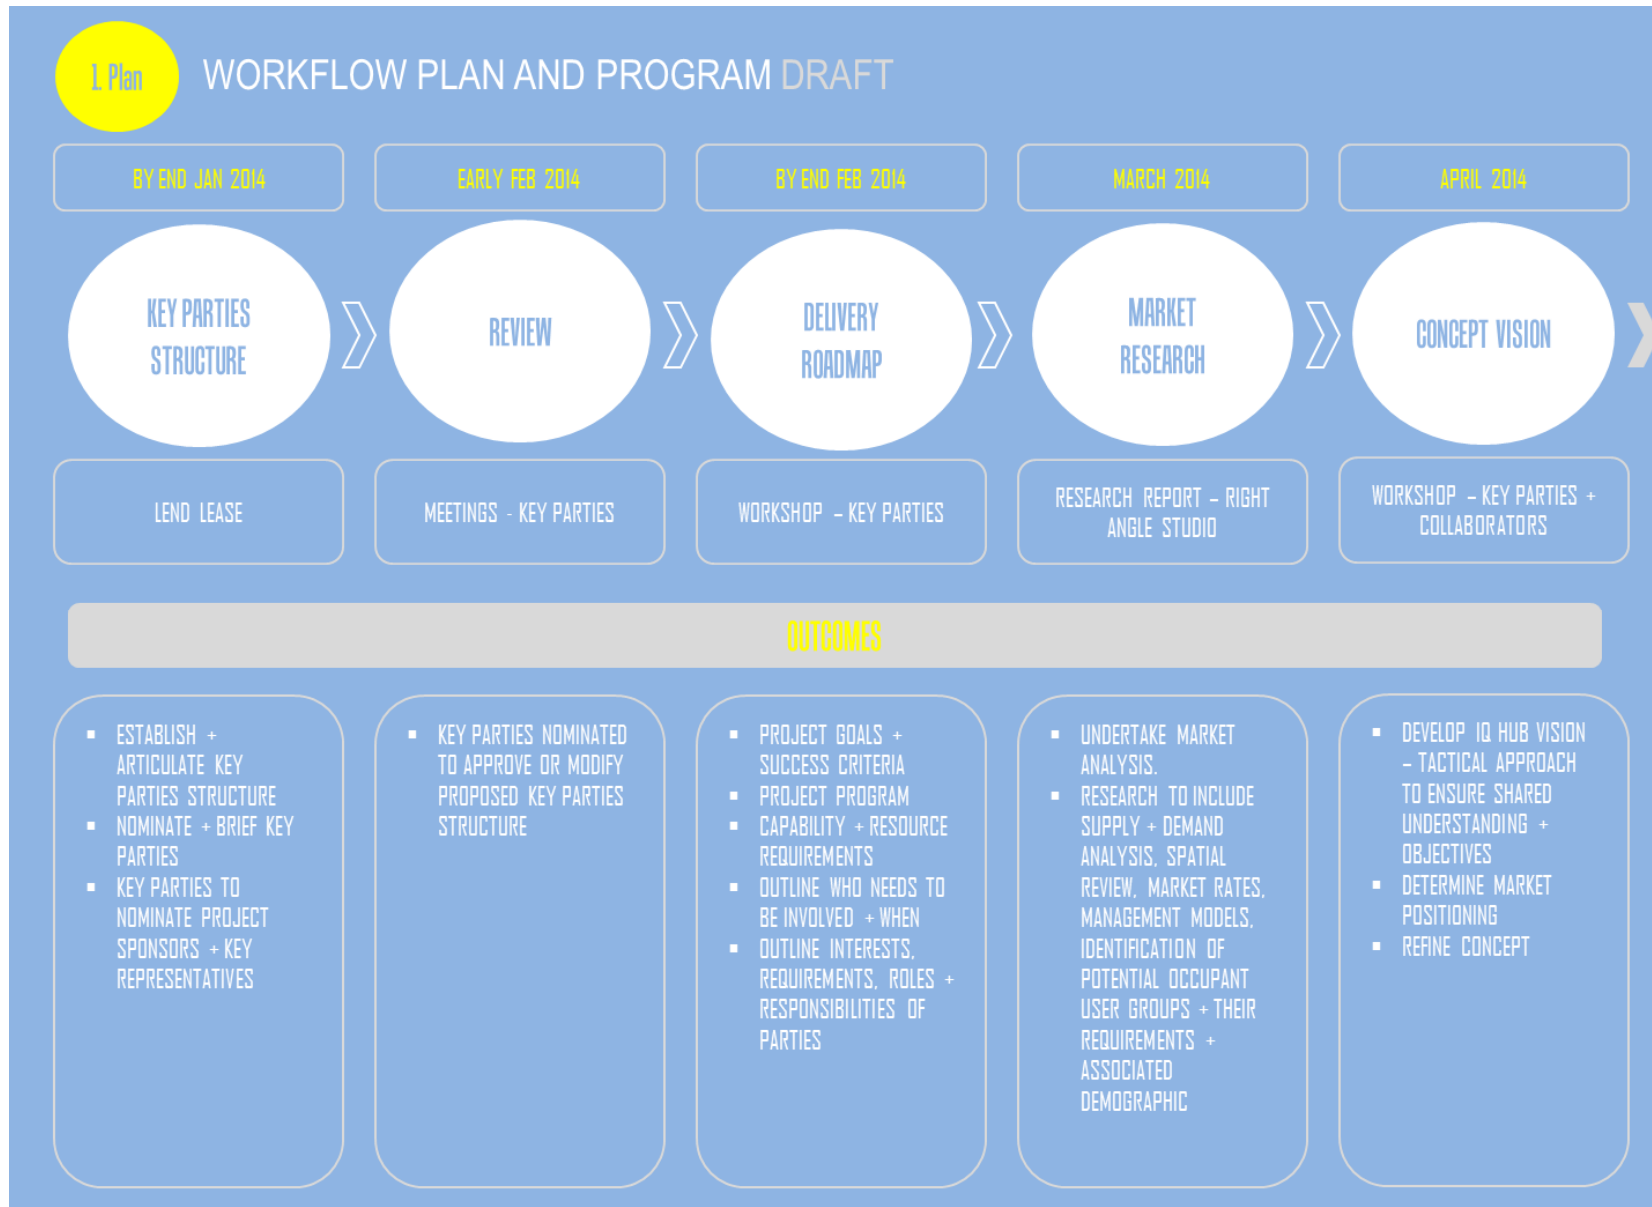 1. Plan
WORKFLOW PLAN AND PROGRAM DRAFT
BY END JAN 2014
EARLY FEB 2014
BY END FEB 2014
MARCH 2014
APRIL 2014
KEY PARTIES
STRUCTURE
REVIEW
DELIVERY
ROADMAP
MARKET
RESEARCH
CONCEPT VISION
LEND LEASE
MEETINGS - KEY PARTIES
WORKSHOP – KEY PARTIES
RESEARCH REPORT – RIGHT
ANGLE STUDIO
WORKSHOP – KEY PARTIES +
COLLABORATORS
OUTCOMES
▪ ESTABLISH +
ARTICULATE KEY
PARTIES STRUCTURE
▪ NOMINATE + BRIEF KEY
PARTIES
▪ KEY PARTIES TO
NOMINATE PROJECT
SPONSORS + KEY
REPRESENTATIVES
▪ KEY PARTIES NOMINATED
TO APPROVE OR MODIFY
PROPOSED KEY PARTIES
STRUCTURE
▪ PROJECT GOALS +
SUCCESS CRITERIA
▪ PROJECT PROGRAM
▪ CAPABILITY + RESOURCE
REQUIREMENTS
▪ OUTLINE WHO NEEDS TO
BE INVOLVED + WHEN
▪ OUTLINE INTERESTS,
REQUIREMENTS, ROLES +
RESPONSIBILITIES OF
PARTIES
▪ UNDERTAKE MARKET
ANALYSIS.
▪ RESEARCH TO INCLUDE
SUPPLY + DEMAND
ANALYSIS, SPATIAL
REVIEW, MARKET RATES,
MANAGEMENT MODELS,
IDENTIFICATION OF
POTENTIAL OCCUPANT
USER GROUPS + THEIR
REQUIREMENTS +
ASSOCIATED
DEMOGRAPHIC
▪ DEVELOP IQ HUB VISION
– TACTICAL APPROACH
TO ENSURE SHARED
UNDERSTANDING +
OBJECTIVES
▪ DETERMINE MARKET
POSITIONING
▪ REFINE CONCEPT